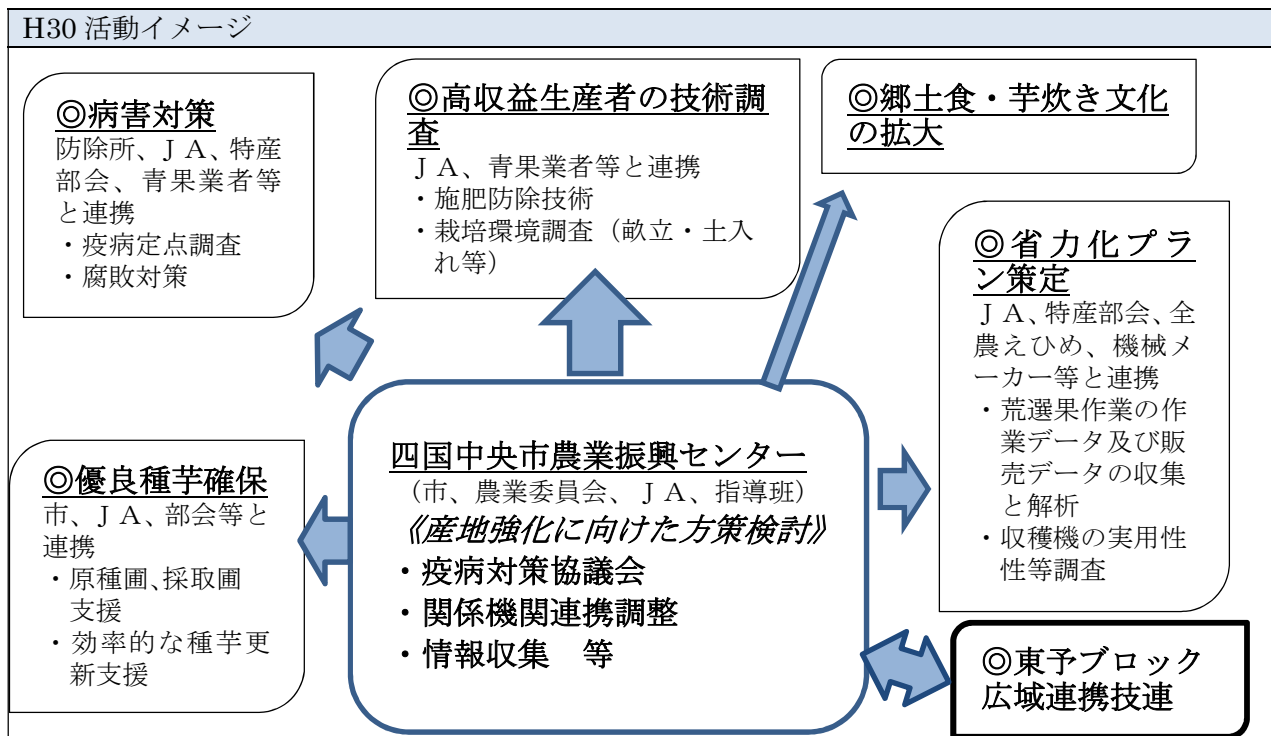 H30 活動イメージ
◎病害対策
防除所、ＪＡ、特産
部会、青果業者等
と連携
・疫病定点調査
・腐敗対策
◎高収益生産者の技術調
査
ＪＡ、青果業者等と連携
・施肥防除技術
・栽培環境調査（畝立・土入
れ等）
◎郷土食・芋炊き文化
の拡大
◎省力化プラ
ン策定
ＪＡ、特産部会、全
農えひめ、機械メ
ーカー等と連携
・荒選果作業の作
業データ及び販
売データの収集
と解析
・収穫機の実用性
性等調査
◎優良種芋確保
市、ＪＡ、部会等と
連携
・原種圃、採取圃
支援
・効率的な種芋更
新支援
四国中央市農業振興センター
（市、農業委員会、ＪＡ、指導班）
《産地強化に向けた方策検討》
・疫病対策協議会
・関係機関連携調整
・情報収集　等
◎東予ブロック
広域連携技連